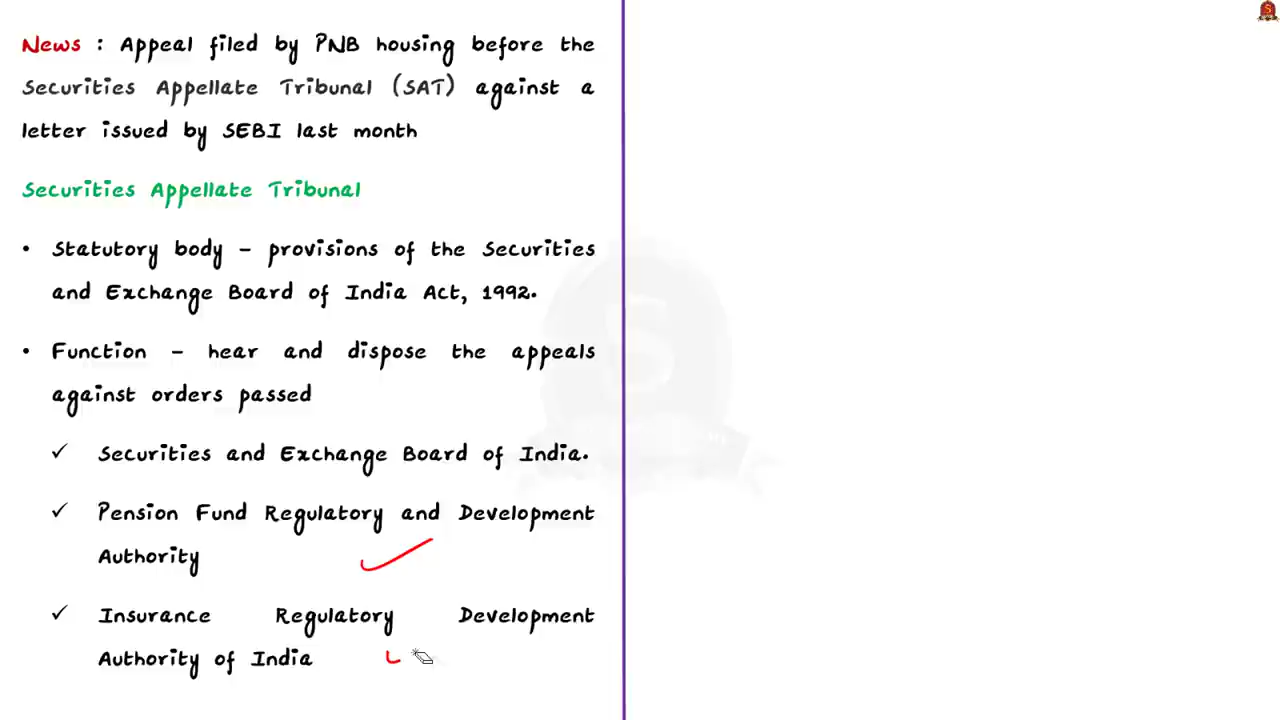 News : Appeal filed by PNB housing before the
Securities Appellate Tribunal (SAT) against a
letter issued by SEBI last month
Securities Appellate Tribunal
• Statutory body – provisions of the Securities
and Exchange Board of India Act, 1992.
• Function – hear and dispose the appeals
against orders passed
✓ Securities and Exchange Board of India.
✓ Pension Fund Regulatory and Development
Authority
✓ Insurance Regulatory Development
Authority of India